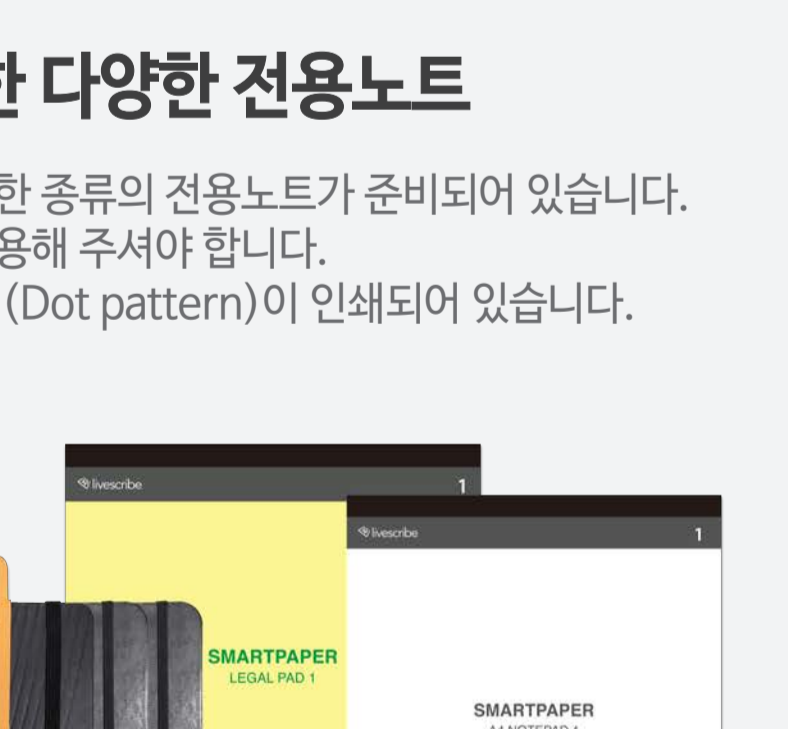 한 다양한 전용노트
한 종류의 전용노트가 준비되어 있습니다.
용해 주셔야 합니다.
(Dot pattern)이 인쇄되어 있습니다.
livescribe 1
livescribe 1
SMARTPAPER
LEGAL PAD 1
SMARTPAPER